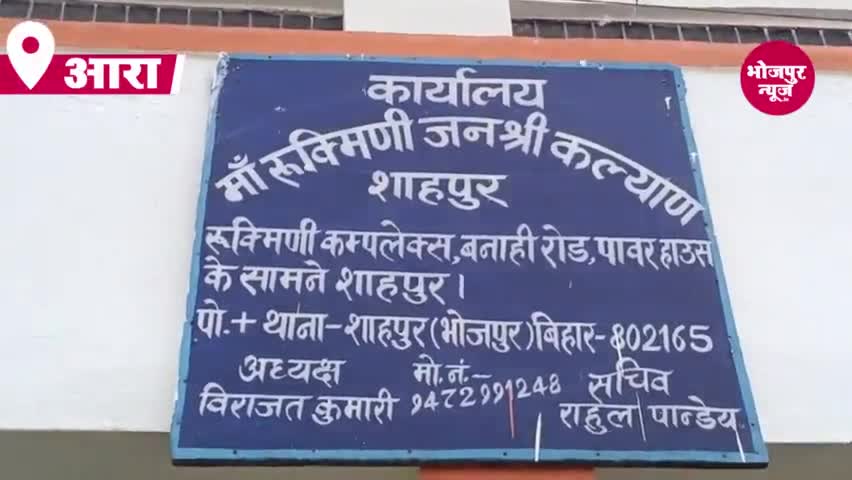 आरा
भोजपुर
न्यूज़
कार्यालय
माँ रुक्मिणी जनश्री कल्याण
शाहपुर
रुक्मिणी कम्पलेक्स, बनाही रोड, पावर हाउस
के सामने शाहपुर।
पो.+ थाना-शाहपुर (भोजपुर) बिहार-802165
अध्यक्ष मो.नं.- सचिव
विराजत कुमारी 9472991248 राहुल पान्डेय